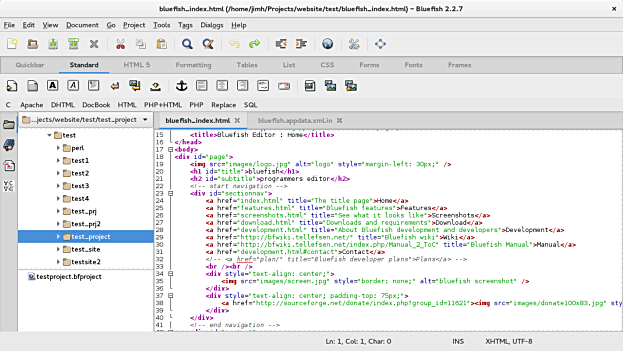 bluefish_index.html (/home/jimh/Projects/website/test/bluefish_index.html) - Bluefish 2.2.7
File Edit View Document Go Project Tools Tags Dialogs Help
Quickbar Standard HTML 5 Formatting Tables List CSS Forms Fonts Frames
C Apache DHTML DocBook HTML PHP+HTML PHP Replace SQL
...jects/website/test/test_project
test
perl
test1
test2
test3
test4
test_prj
test_prj2
test_project
test_site
testsite2
testproject.bfproject
bluefish_index.html bluefish.appdata.xml.in
15 <title>Bluefish Editor : Home</title>
16 </head>
17 <body>
18 <div id="page">
19 <img src="images/logo.jpg" alt="logo" style="margin-left: 30px;" />
20 <h1 id="title">bluefish</h1>
21 <h2 id="subtitle">programmers editor</h2>
22 <!-- start navigation -->
23 <div id="sectionnav">
24 <a href="index.html" title="The title page">Home</a>
25 <a href="features.html" title="Bluefish features">Features</a>
26 <a href="screenshots.html" title="See what it looks like">Screenshots</a>
27 <a href="download.html" title="Downloads and requirements">Download</a>
28 <a href="development.html" title="About Bluefish development and developers">Development</a>
29 <a href="http://bfwiki.tellefsen.net/" title="Bluefish wiki">Wiki</a>
30 <a href="http://bfwiki.tellefsen.net/index.php/Manual_2_ToC" title="Bluefish Manual">Manual</a>
31 <a href="development.html#contact">Contact</a>
32 <!-- <a href="plan/" title="Bluefish developer plans">Plans</a> -->
33 <br /><br />
34 <div style="text-align: center;">
35 <img src="images/screen.jpg" style="border: none;" alt="bluefish screenshot" />
36 </div>
37 <div style="text-align: center; padding-top: 75px;">
38 <a href="http://sourceforge.net/donate/index.php?group_id=11621"><img src="images/donate100x83.jpg" sty
39 </div>
40 </div>
41 <!-- end navigation -->
Ln: 1, Col: 1, Char: 0 INS XHTML, UTF-8